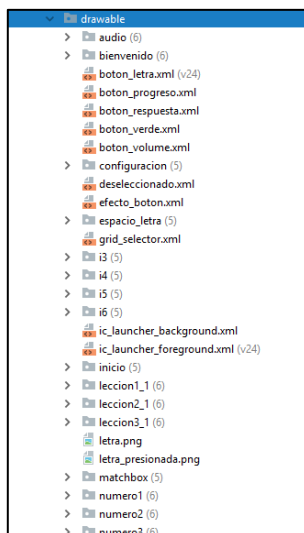 drawable
audio (6)
bienvenido (6)
boton_letra.xml (v24)
boton_progreso.xml
boton_respuesta.xml
boton_verde.xml
boton_volume.xml
configuracion (5)
deseleccionado.xml
efecto_boton.xml
espacio_letra (5)
grid_selector.xml
i3 (5)
i4 (5)
i5 (5)
i6 (5)
ic_launcher_background.xml
ic_launcher_foreground.xml (v24)
inicio (5)
leccion1_1 (6)
leccion2_1 (6)
leccion3_1 (6)
letra.png
letra_presionada.png
matchbox (5)
numero1 (6)
numero2 (6)
numero3 (6)